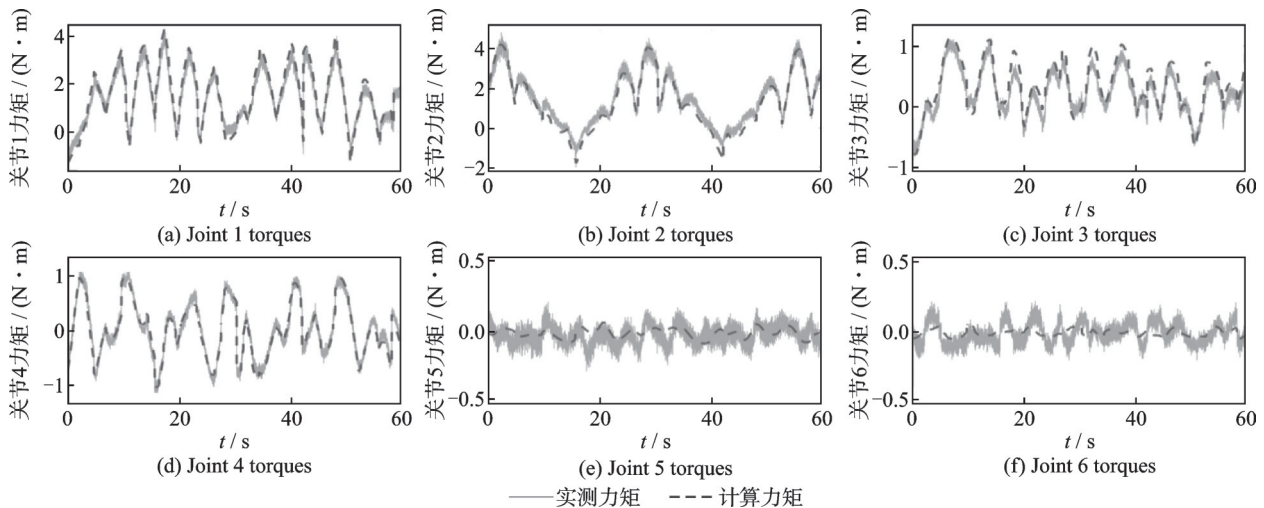 关节1力矩 / (N·m)
4
2
0
0
20
40
60
t / s
(a) Joint 1 torques
关节2力矩 / (N·m)
4
2
0
−2
0
20
40
60
t / s
(b) Joint 2 torques
关节3力矩 / (N·m)
1
0
−1
0
20
40
60
t / s
(c) Joint 3 torques
关节4力矩 / (N·m)
1
0
−1
0
20
40
60
t / s
(d) Joint 4 torques
关节5力矩 / (N·m)
0.5
0.0
−0.5
0
20
40
60
t / s
(e) Joint 5 torques
关节6力矩 / (N·m)
0.5
0.0
−0.5
0
20
40
60
t / s
(f) Joint 6 torques
实测力矩 计算力矩